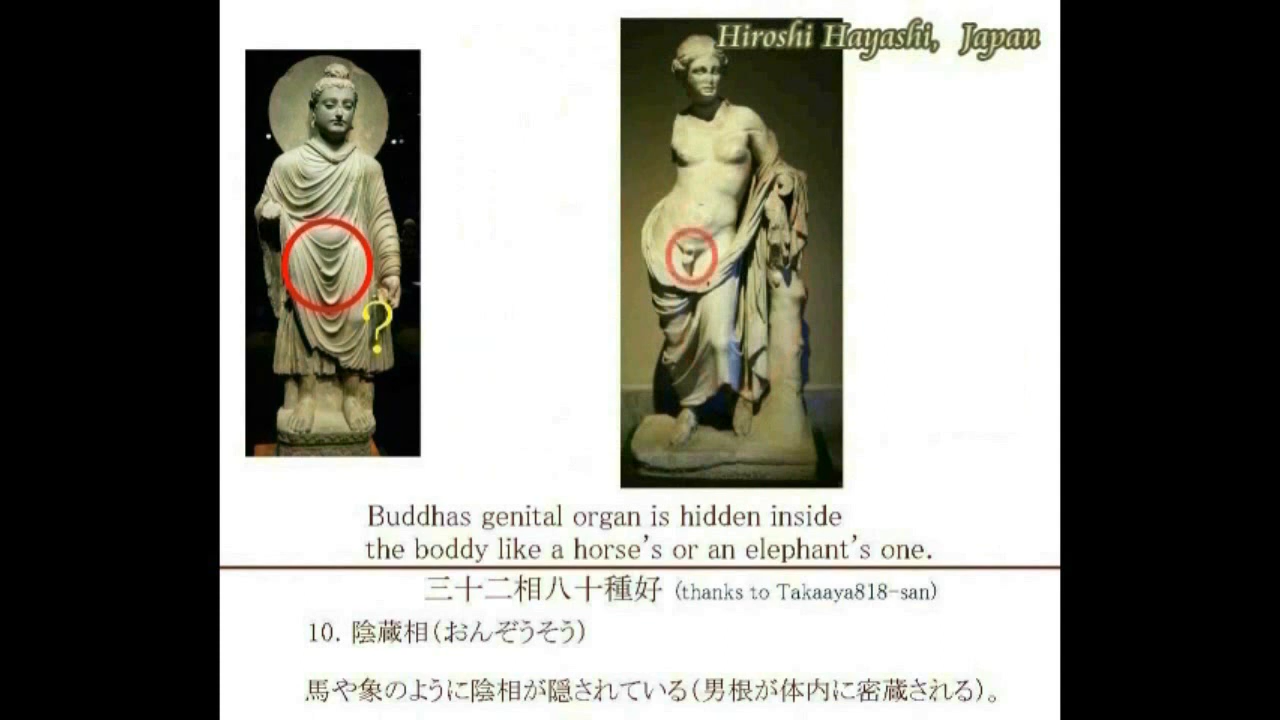 Hiroshi Hayashi, Japan
?
Buddhas genital organ is hidden inside
the boddy like a horse's or an elephant's one.
三十二相八十種好 (thanks to Takaaya818-san)
10. 陰蔵相(おんぞうそう)
馬や象のように陰相が隠されている(男根が体内に密蔵される)。